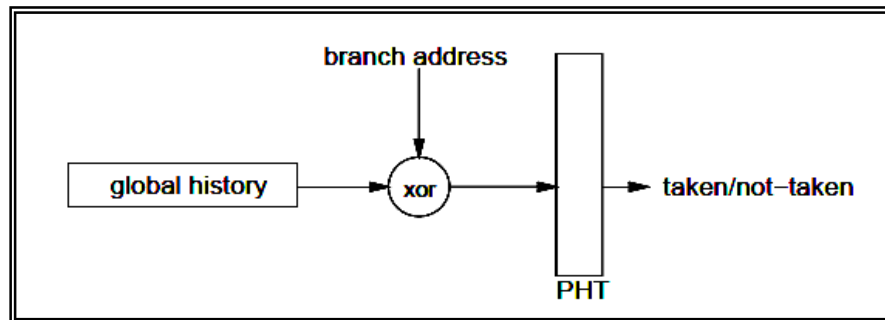 branch address
global history
xor
taken/not-taken
PHT